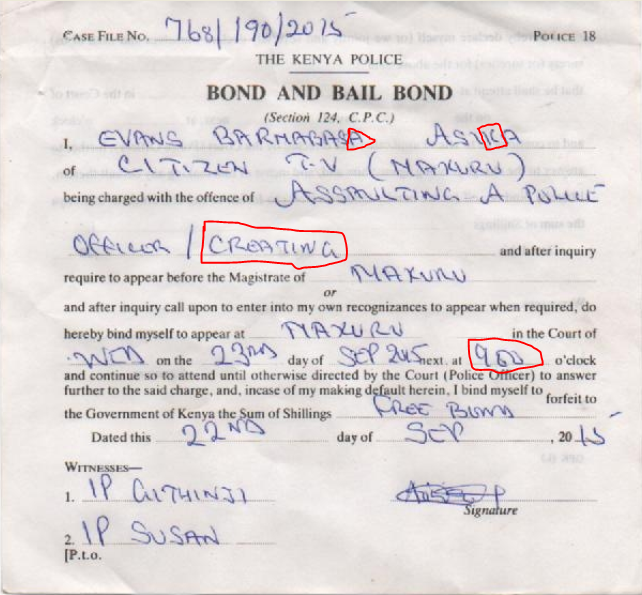 CASE FILE NO. 768/190/2015 POLICE 18
THE KENYA POLICE
BOND AND BAIL BOND
(Section 124, C.P.C.)
I, EVANS BARMAGASA ASIKA
of CITIZEN T.V (MAKURU)
being charged with the offence of ASSAULTING A POLICE
OFFICER / CREATING and after inquiry
require to appear before the Magistrate of MAKURU
or
and after inquiry call upon to enter into my own recognizances to appear when required, do
hereby bind myself to appear at MAKURU in the Court of
WED on the 23RD day of SEP 2015 next. at 900 o'clock
and continue so to attend until otherwise directed by the Court (Police Officer) to answer
further to the said charge, and, incase of my making default herein, I bind myself to forfeit to
the Government of Kenya the Sum of Shillings FREE BOND
Dated this 22ND day of SEP, 2015
WITNESSES—
1. IP GITHINJI
Signature
2. IP SUSAN
[P.t.o.